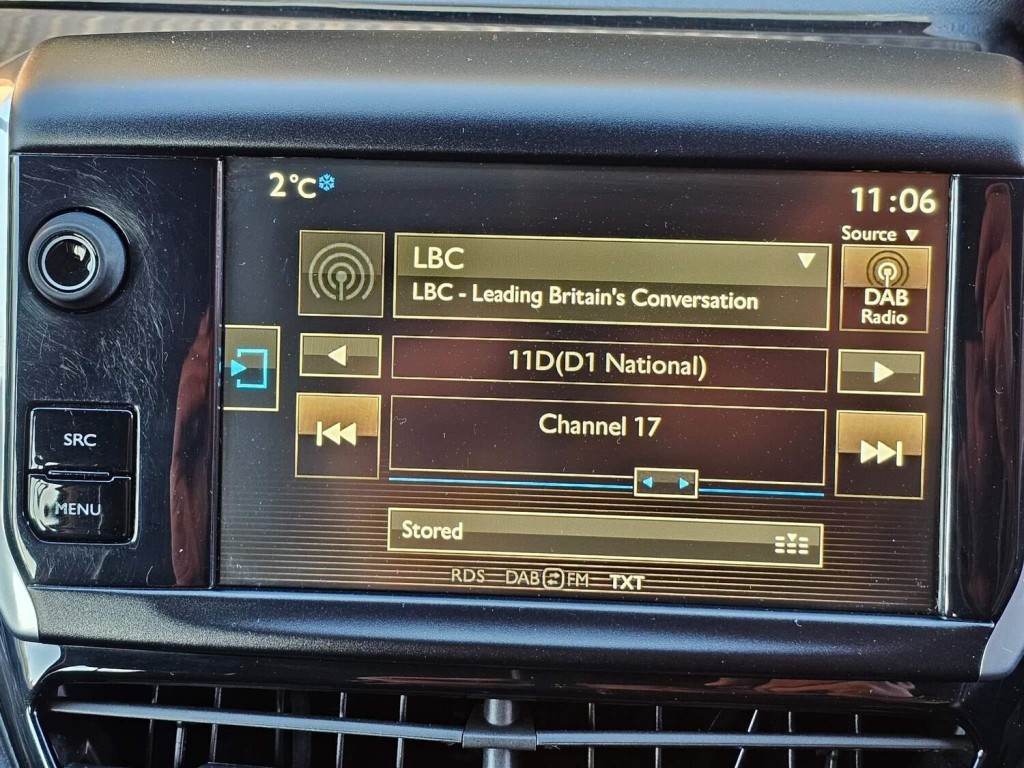 2°C
11:06
Source
LBC
LBC - Leading Britain's Conversation
DAB
Radio
11D(D1 National)
Channel 17
SRC
MENU
Stored
RDS DAB FM TXT